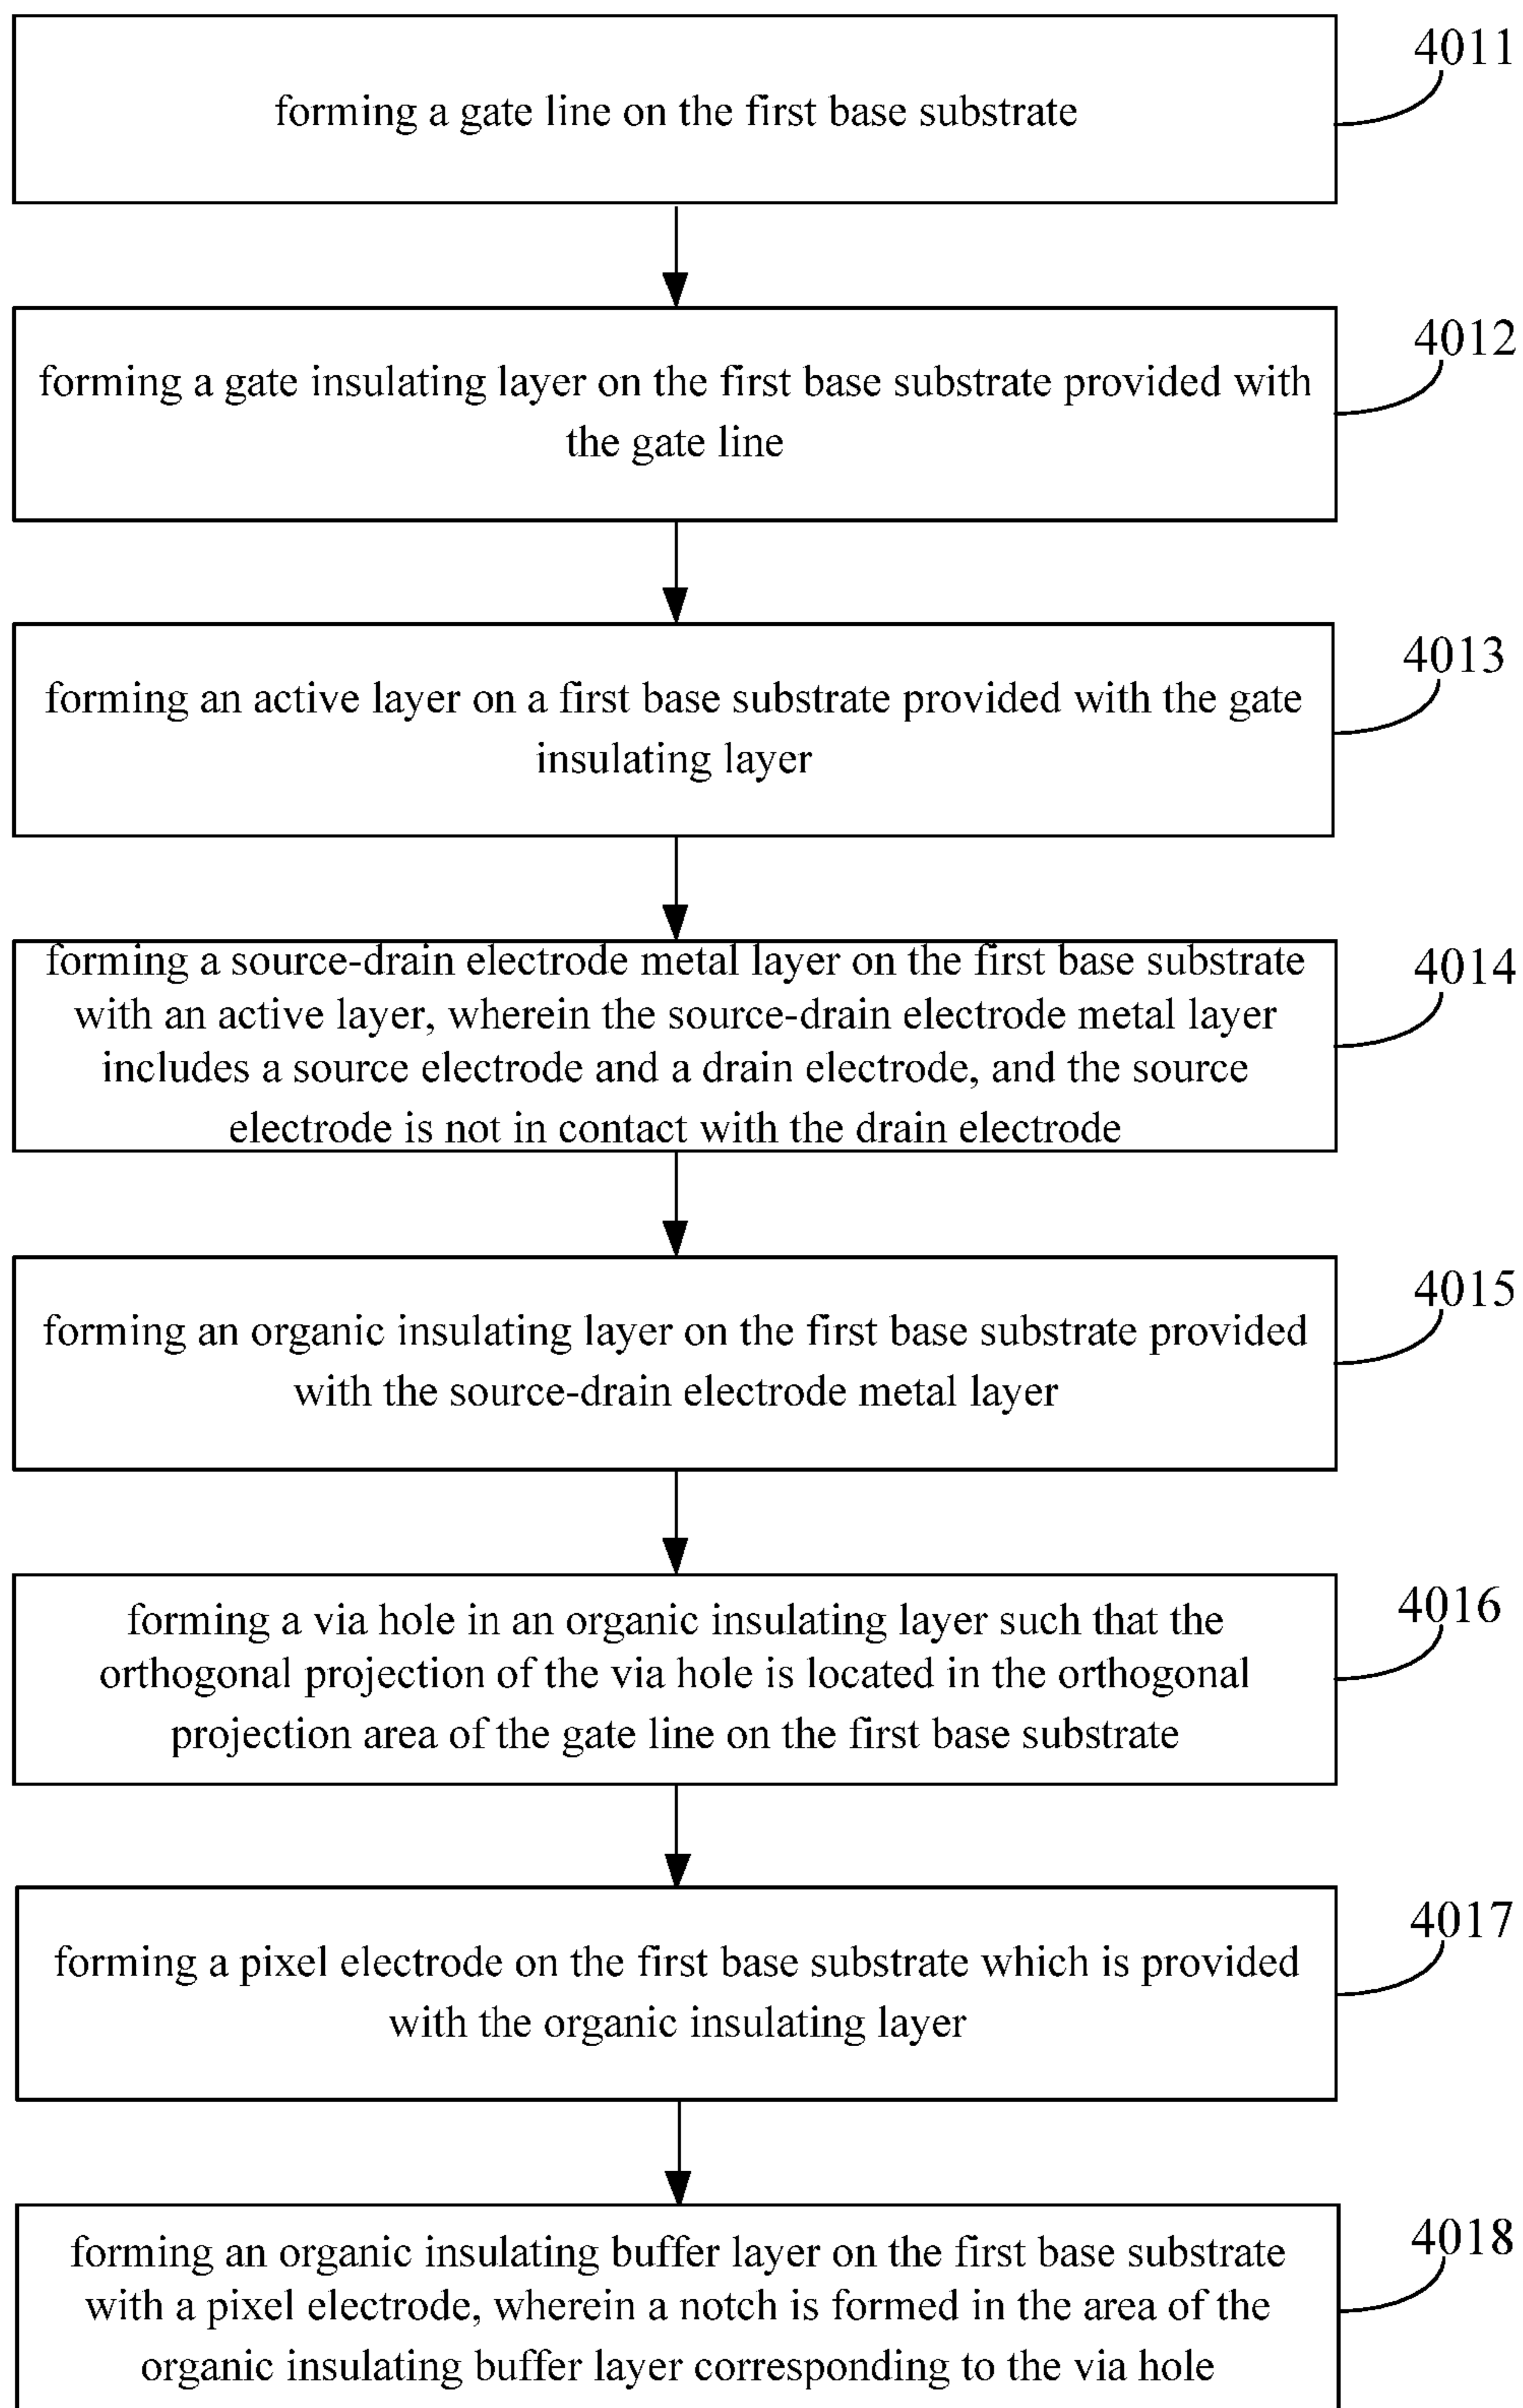 4011
forming a gate line on the first base substrate
4012
forming a gate insulating layer on the first base substrate provided with
the gate line
4013
forming an active layer on a first base substrate provided with the gate
insulating layer
4014
forming a source-drain electrode metal layer on the first base substrate
with an active layer, wherein the source-drain electrode metal layer
includes a source electrode and a drain electrode, and the source
electrode is not in contact with the drain electrode
4015
forming an organic insulating layer on the first base substrate provided
with the source-drain electrode metal layer
4016
forming a via hole in an organic insulating layer such that the
orthogonal projection of the via hole is located in the orthogonal
projection area of the gate line on the first base substrate
4017
forming a pixel electrode on the first base substrate which is provided
with the organic insulating layer
4018
forming an organic insulating buffer layer on the first base substrate
with a pixel electrode, wherein a notch is formed in the area of the
organic insulating buffer layer corresponding to the via hole